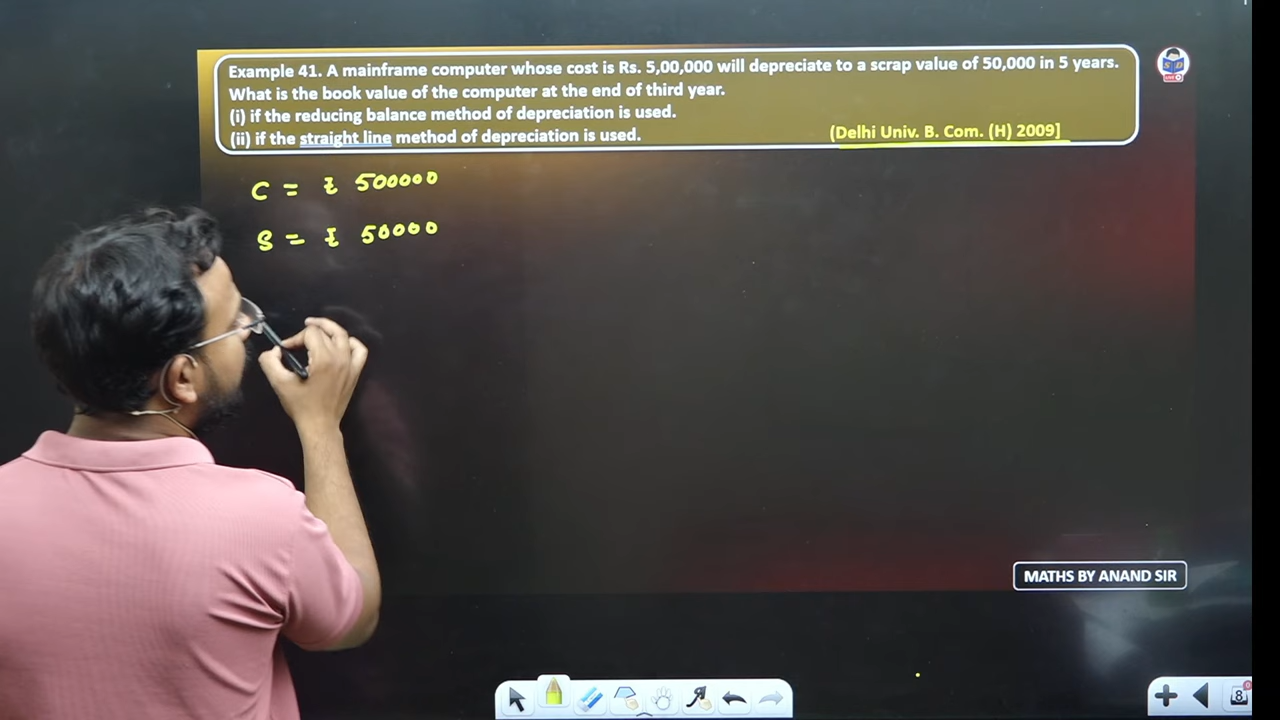 Example 41. A mainframe computer whose cost is Rs. 5,00,000 will depreciate to a scrap value of 50,000 in 5 years.
What is the book value of the computer at the end of third year.
(i) if the reducing balance method of depreciation is used.
(ii) if the straight line method of depreciation is used. (Delhi Univ. B. Com. (H) 2009]
C = ₹ 500000
S = ₹ 50000
MATHS BY ANAND SIR
8